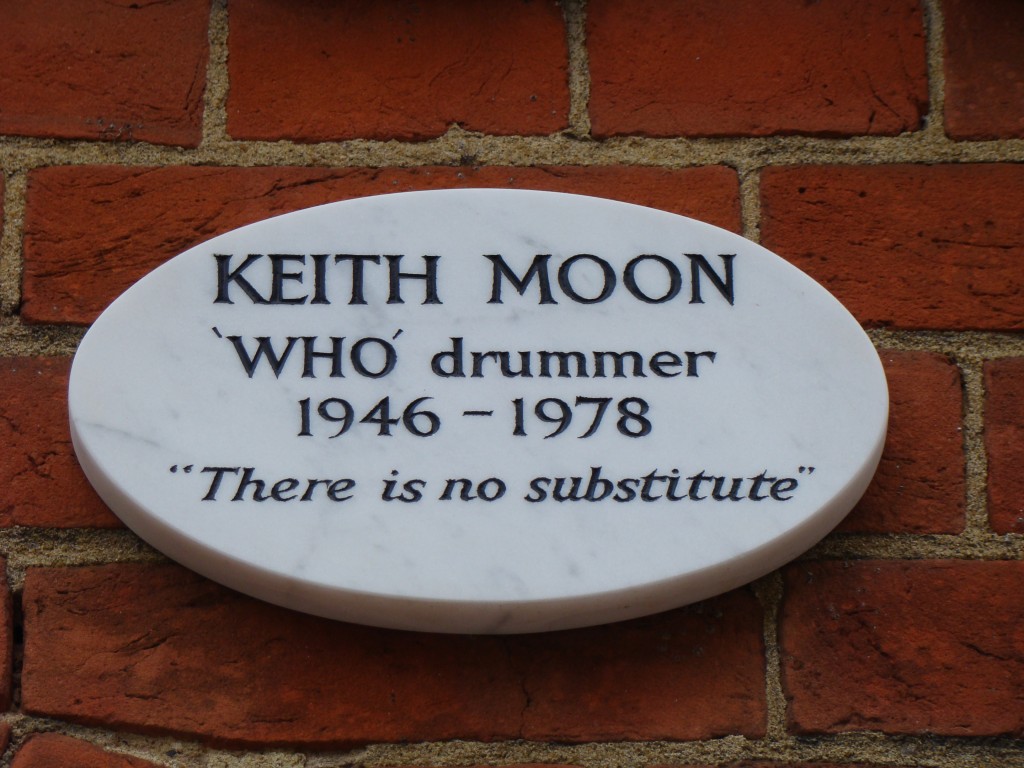 KEITH MOON
‘WHO’ drummer
1946 - 1978
“There is no substitute”